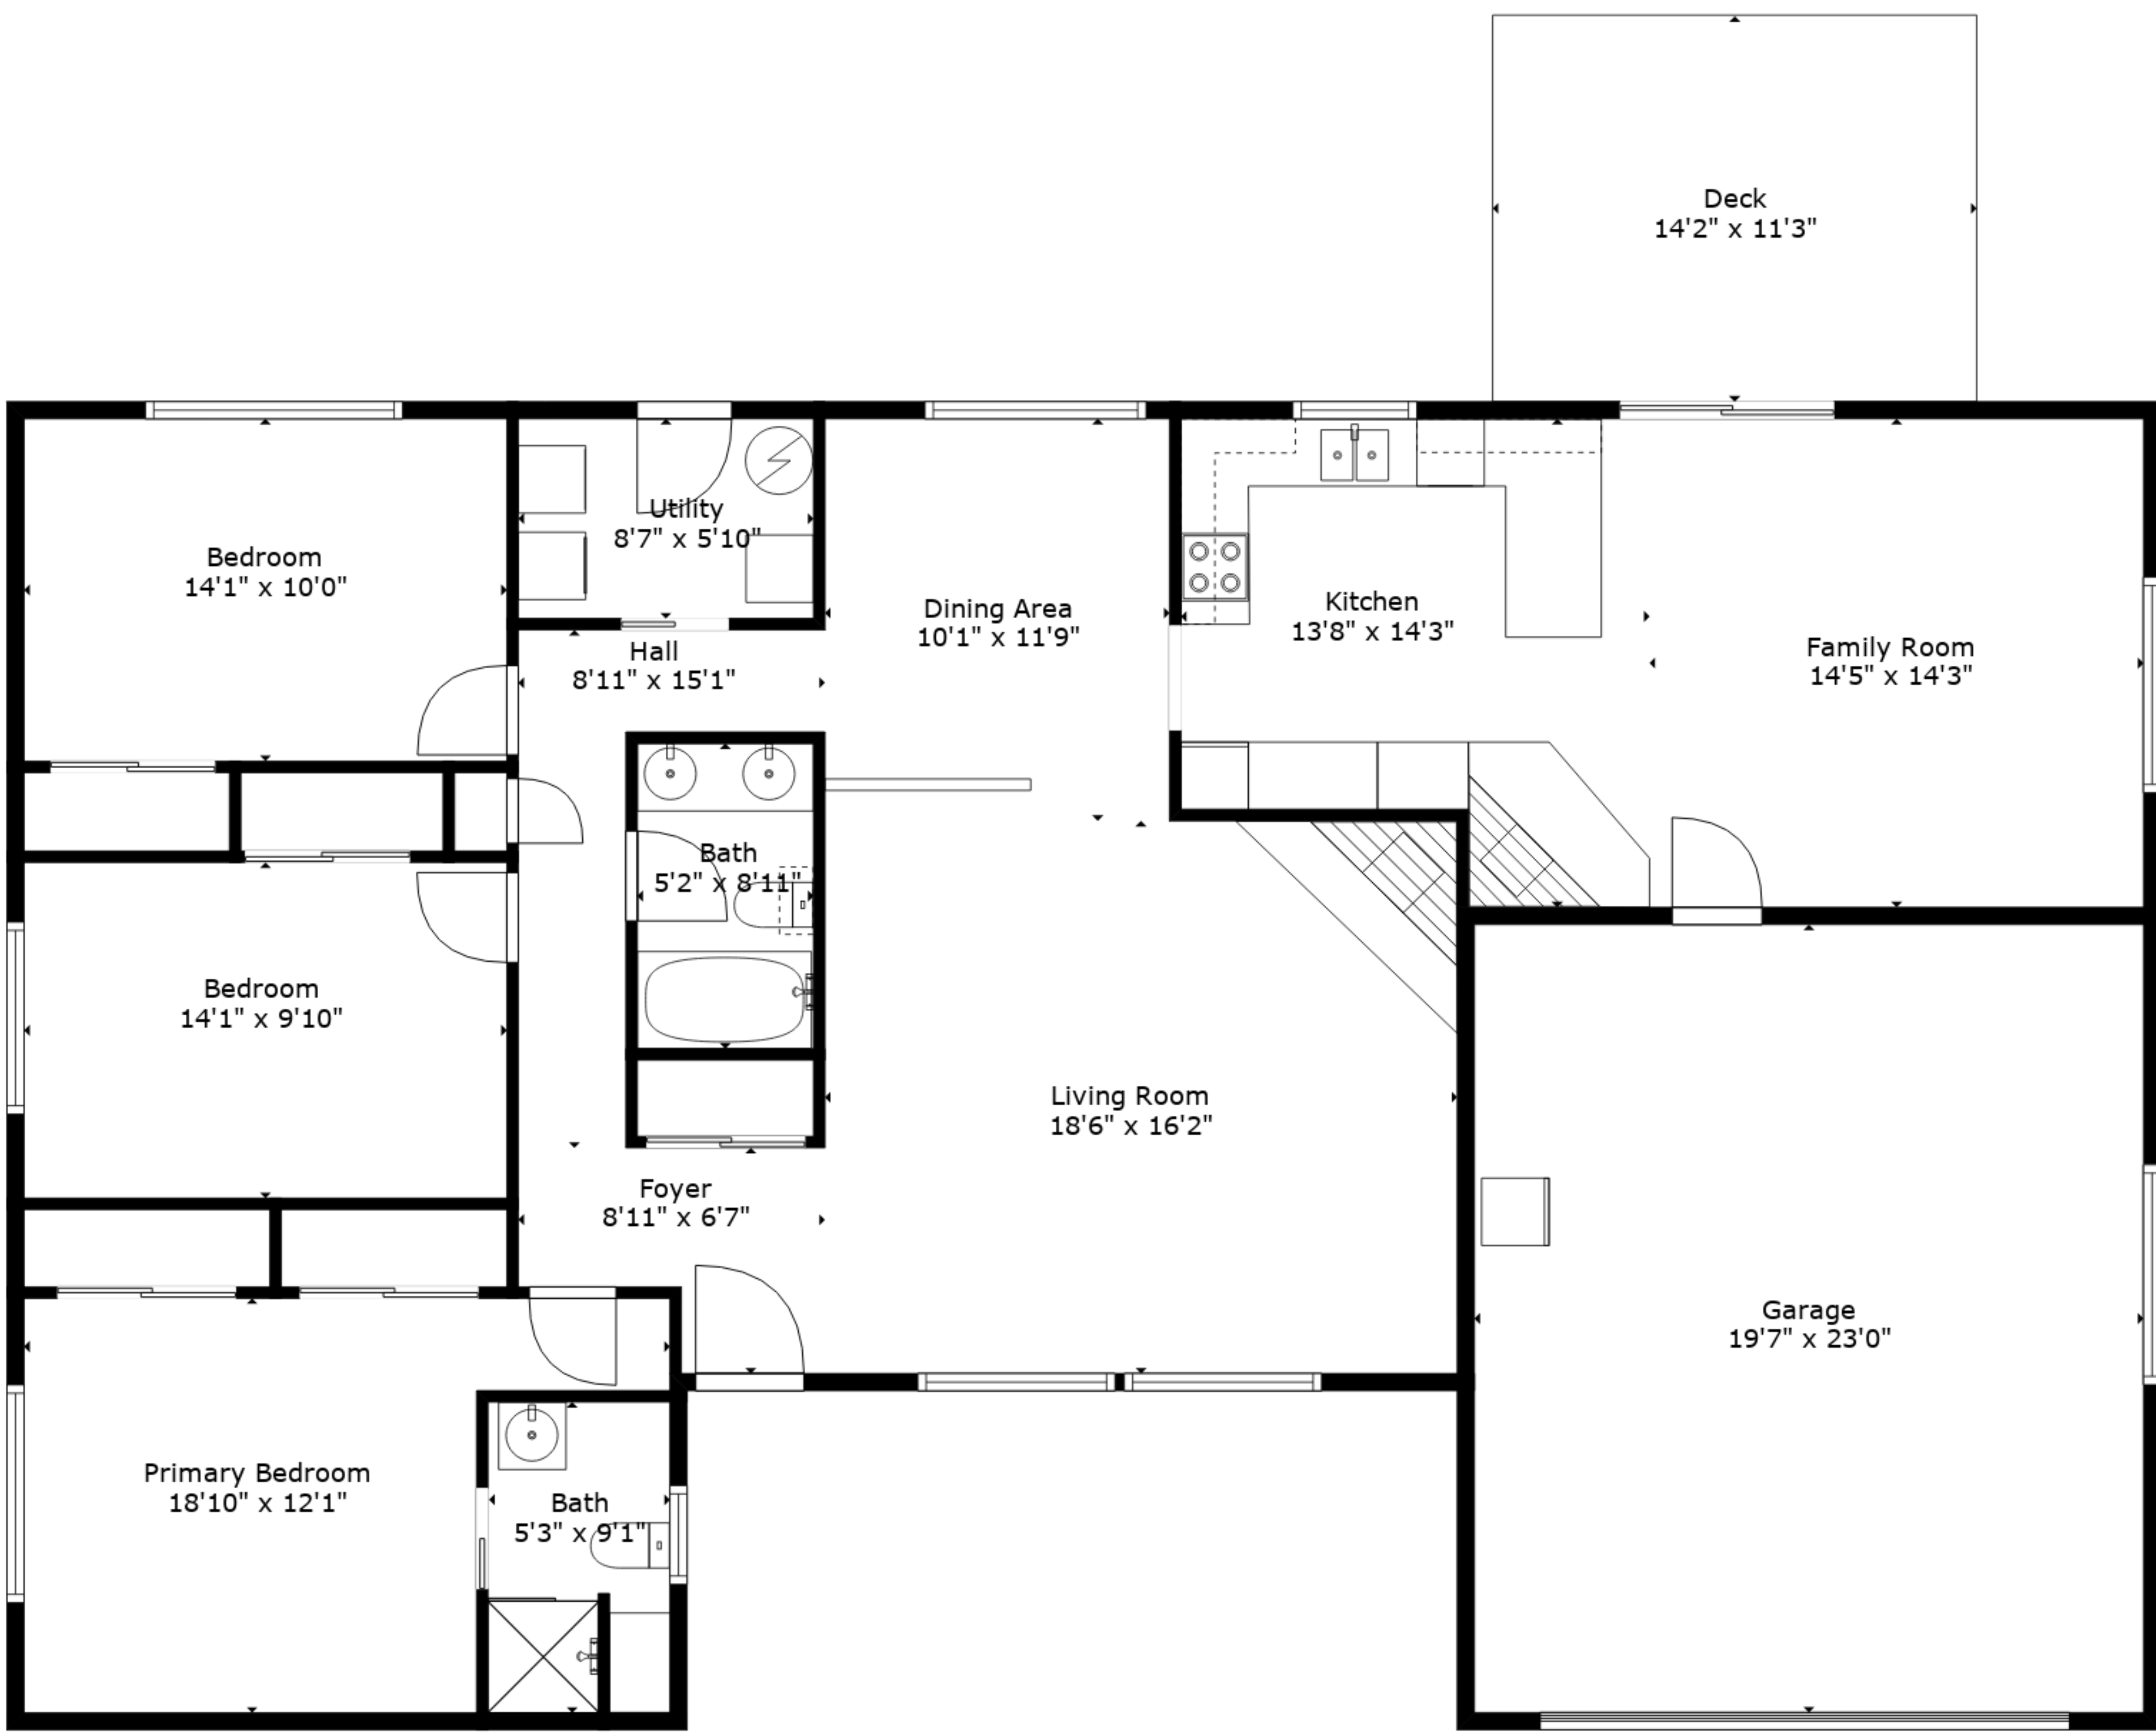 Deck
14'2" x 11'3"
Utility
8'7" x 5'10"
Bedroom
14'1" x 10'0"
Dining Area
10'1" x 11'9"
Kitchen
13'8" x 14'3"
Family Room
14'5" x 14'3"
Hall
8'11" x 15'1"
Bath
5'2" x 8'11"
Bedroom
14'1" x 9'10"
Living Room
18'6" x 16'2"
Foyer
8'11" x 6'7"
Garage
19'7" x 23'0"
Primary Bedroom
18'10" x 12'1"
Bath
5'3" x 9'1"